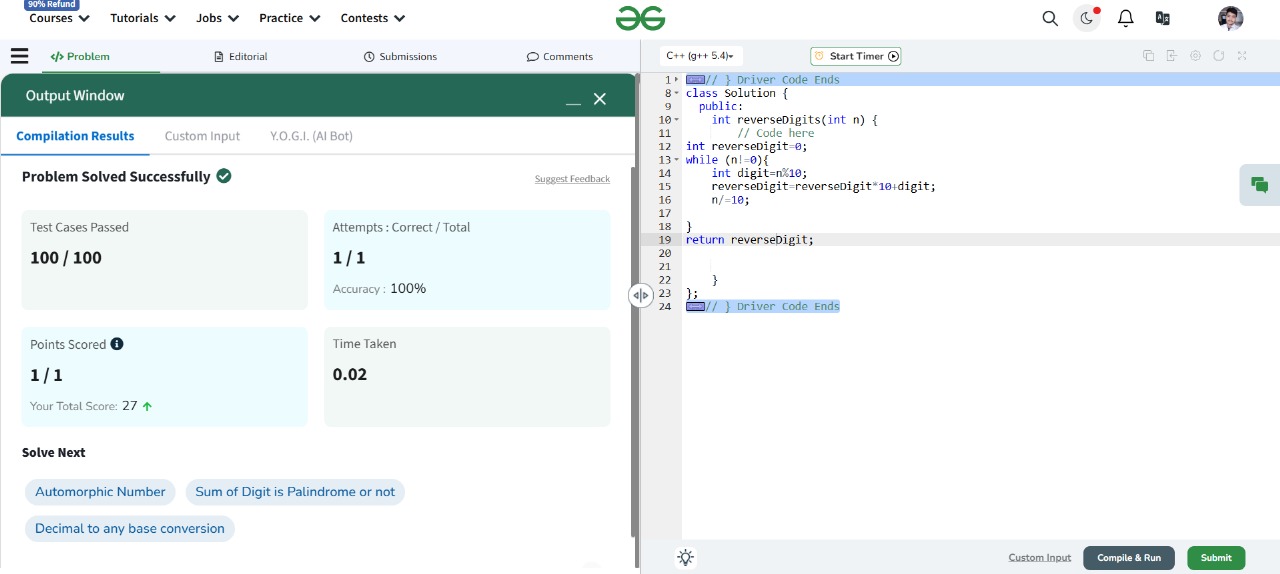 90% Refund
Courses Tutorials Jobs Practice Contests
Problem Editorial Submissions Comments
Output Window
Compilation Results Custom Input Y.O.G.I. (AI Bot)
Problem Solved Successfully
Suggest Feedback
Test Cases Passed
100 / 100
Attempts : Correct / Total
1 / 1
Accuracy : 100%
Points Scored
1 / 1
Your Total Score: 27
Time Taken
0.02
Solve Next
Automorphic Number Sum of Digit is Palindrome or not
Decimal to any base conversion
C++ (g++ 5.4) Start Timer
1 // } Driver Code Ends
8 class Solution {
9 public:
10 int reverseDigits(int n) {
11 // Code here
12 int reverseDigit=0;
13 while (n!=0){
14 int digit=n%10;
15 reverseDigit=reverseDigit*10+digit;
16 n/=10;
17
18 }
19 return reverseDigit;
20
21
22 }
23 };
24 // } Driver Code Ends
Custom Input Compile & Run Submit